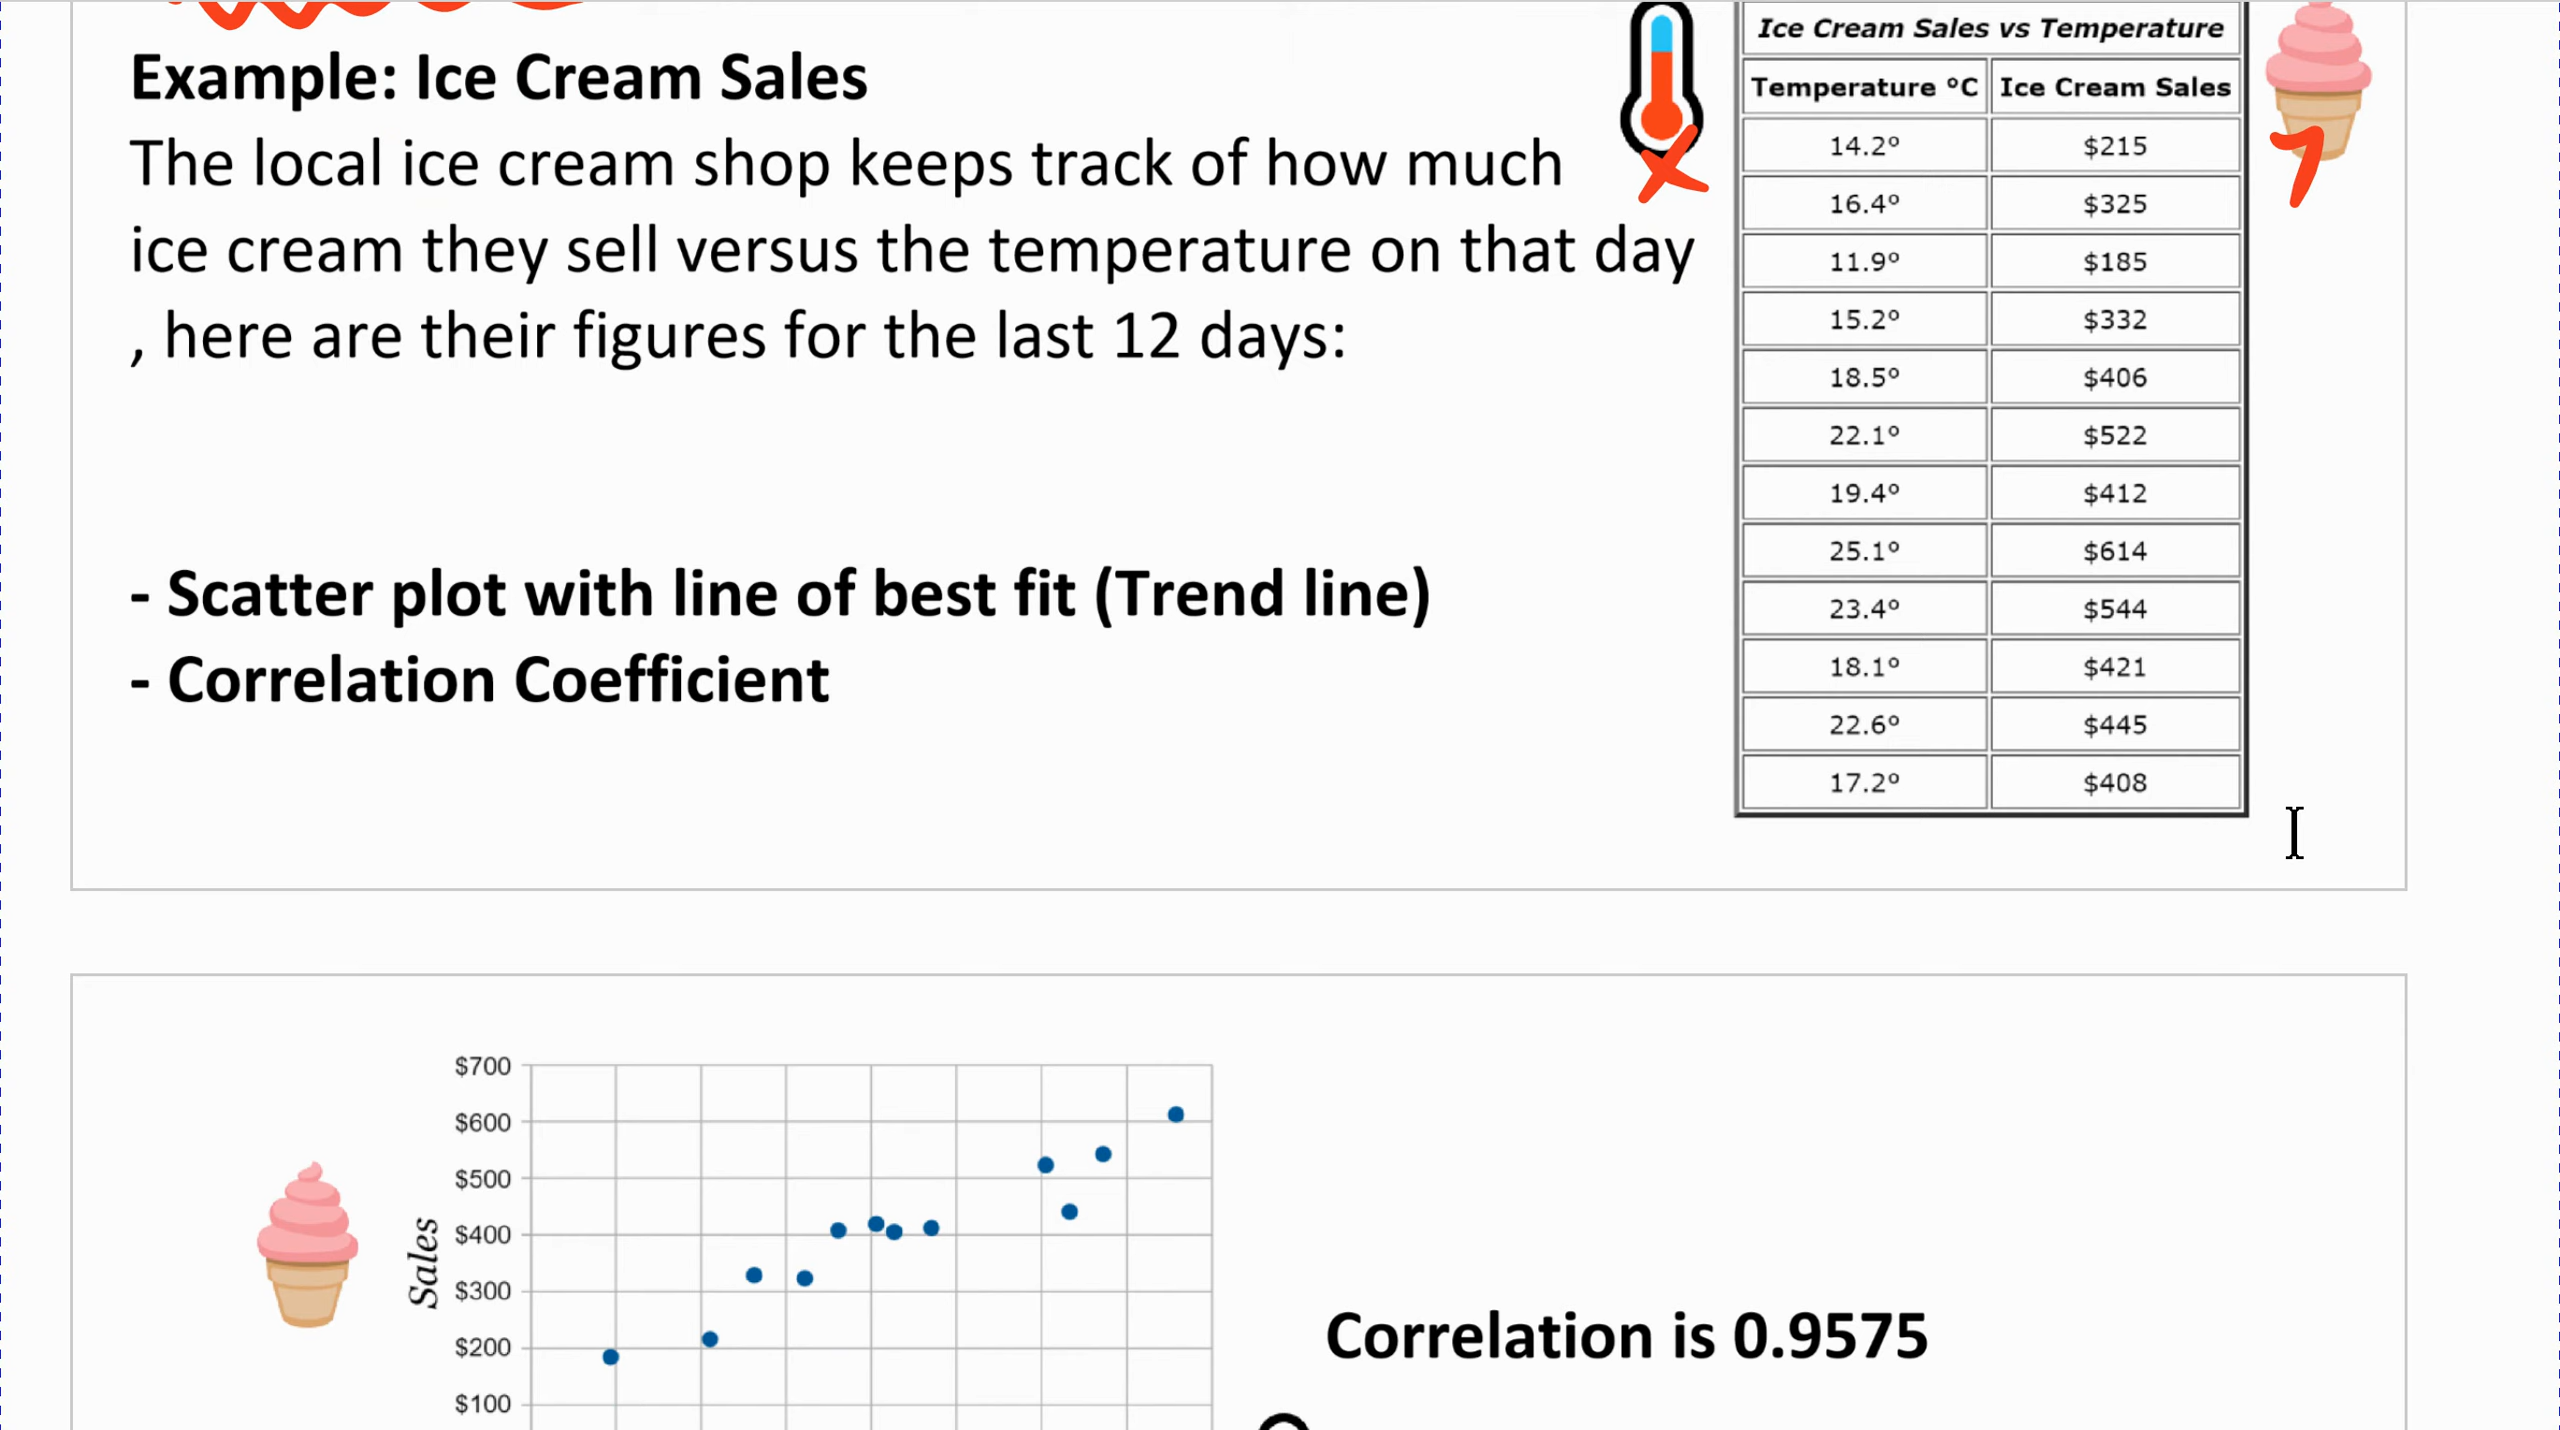 Example: Ice Cream Sales
The local ice cream shop keeps track of how much
ice cream they sell versus the temperature on that day
, here are their figures for the last 12 days:
- Scatter plot with line of best fit (Trend line)
- Correlation Coefficient
x
Ice Cream Sales vs Temperature
Temperature °C Ice Cream Sales
14.2° $215
16.4° $325
11.9° $185
15.2° $332
18.5° $406
22.1° $522
19.4° $412
25.1° $614
23.4° $544
18.1° $421
22.6° $445
17.2° $408
$700
$600
$500
$400
$300
$200
$100
Sales
Correlation is 0.9575